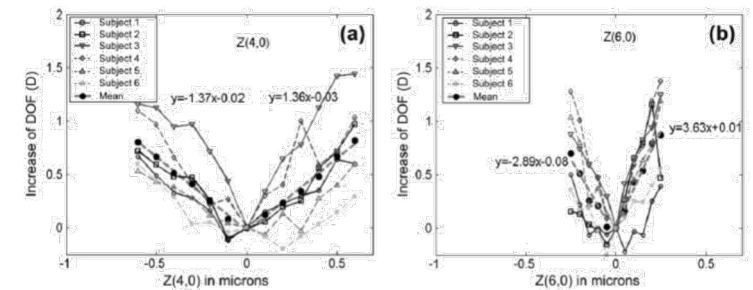 2
Subject 1
Subject 2
Subject 3
Subject 4
Subject 5
Subject 6
Mean
Z(4,0)
(a)
y=-1.37x-0.02
1.36x-0.03
1.5
1
0.5
0
Increase of DOF (D)
-1
-0.5
0
0.5
Z(4,0) in microns
2
Subject 1
Subject 2
Subject 3
Subject 4
Subject 5
Subject 6
Mean
Z(6,0)
(b)
y=3.63x+0.01
y=-2.89x-0.08
1.5
1
0.5
0
Increase of DOF (D)
-1
-0.5
0
0.5
Z(6,0) in microns